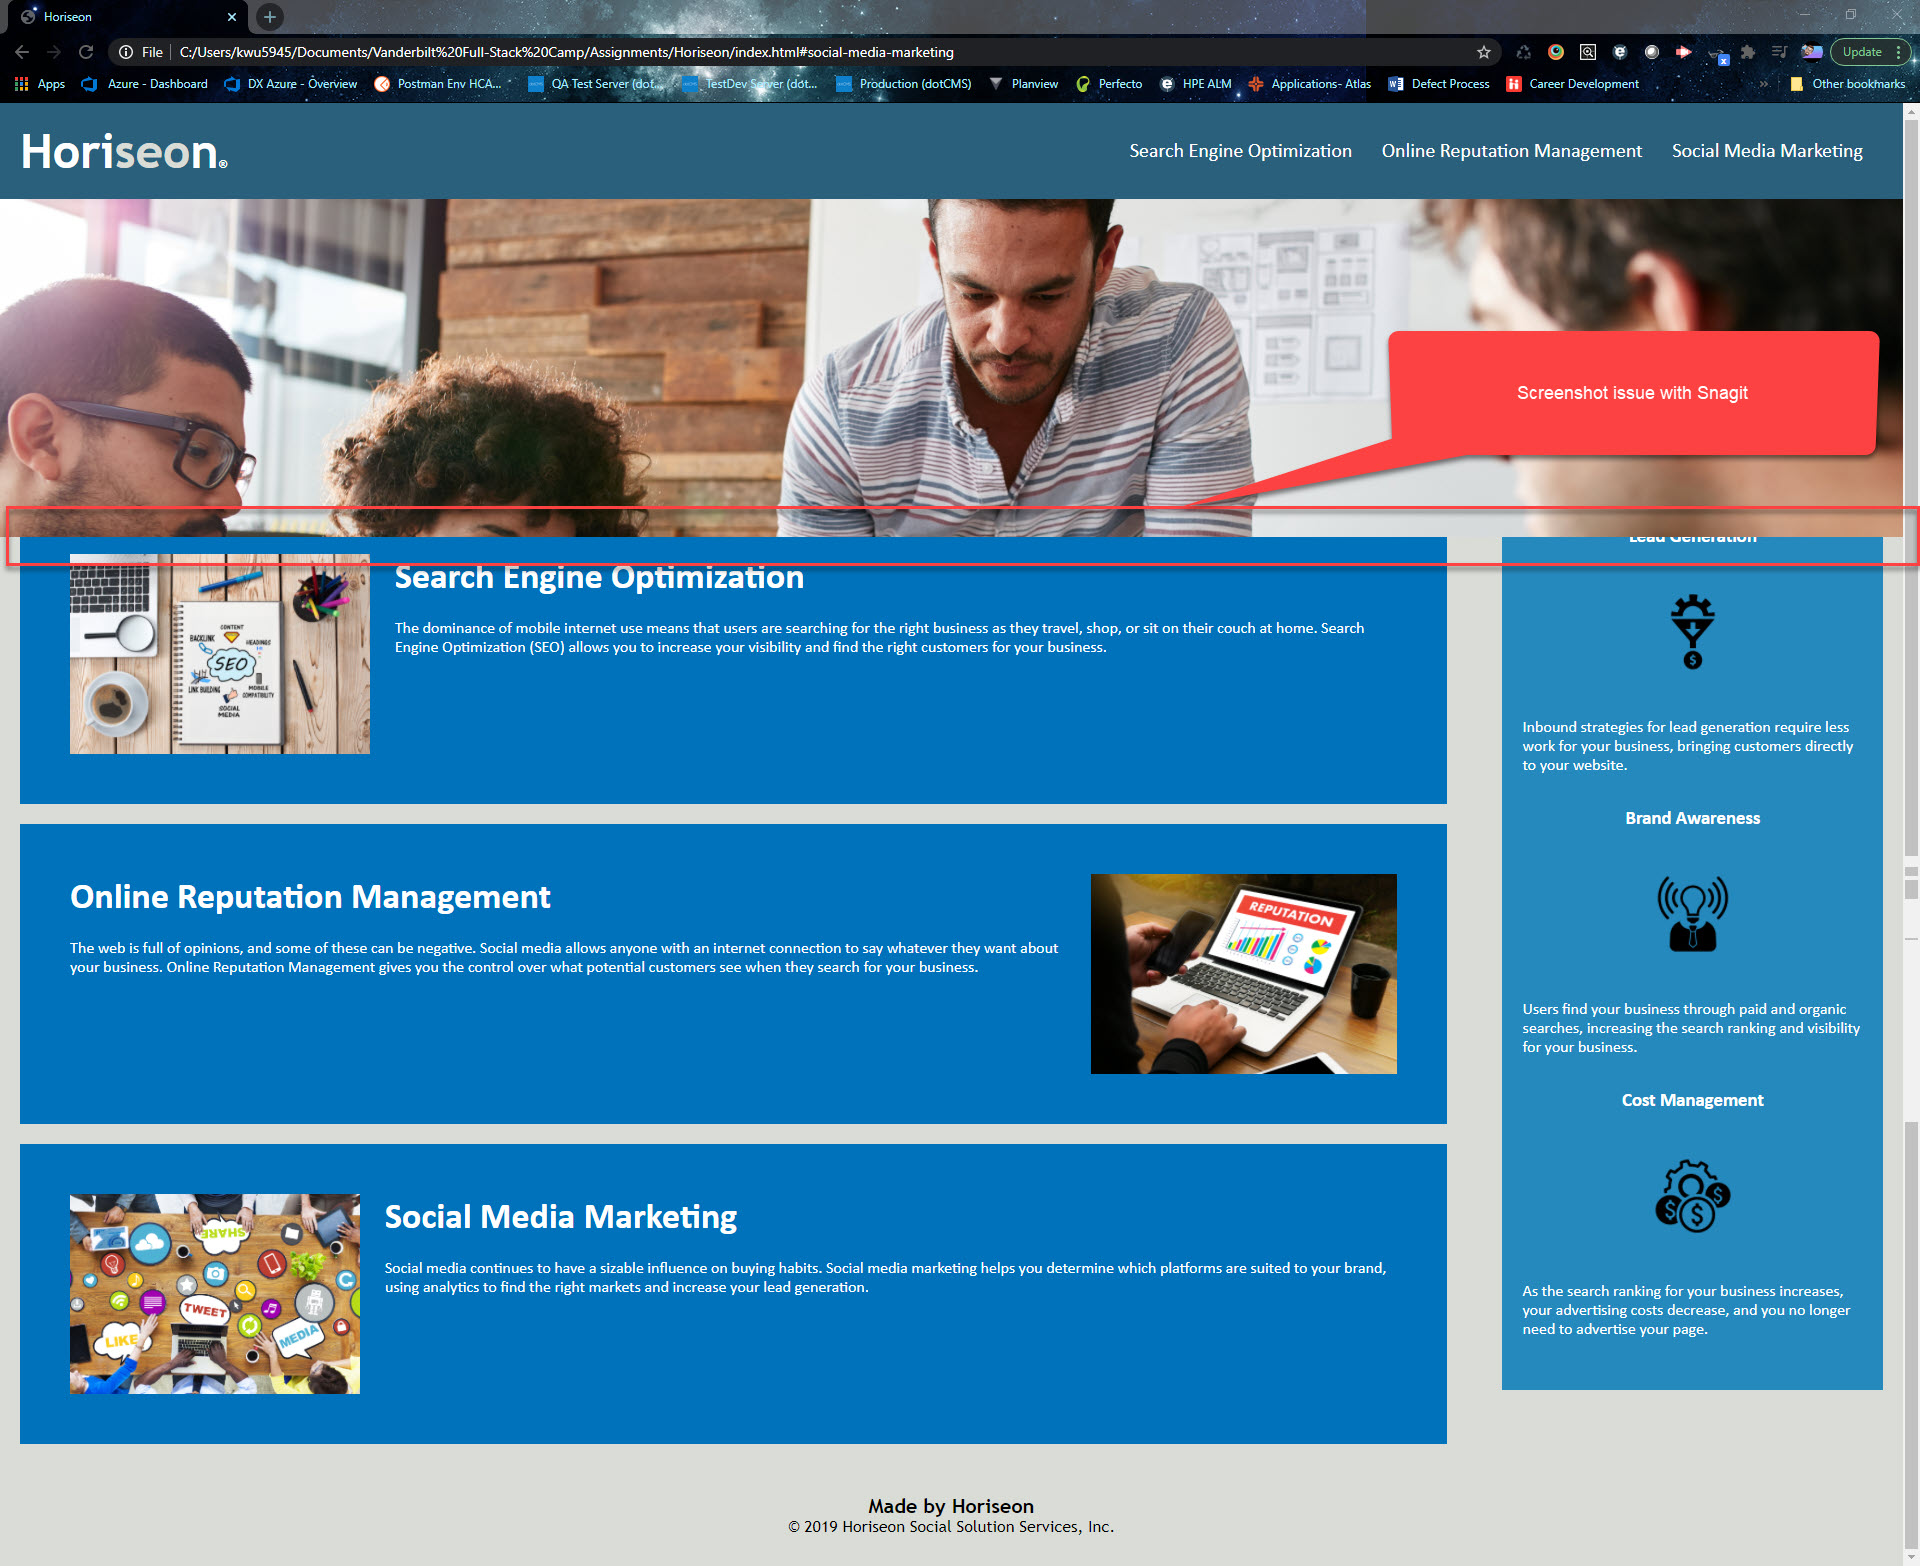 Horiseon
File C:/Users/kwu5945/Documents/Vanderbilt%20Full-Stack%20Camp/Assignments/Horiseon/index.html#social-media-marketing
Update
Apps Azure - Dashboard DX Azure - Overview Postman Env HCA... QA Test Server (dot... TestDev Server (dot... Production (dotCMS) Planview Perfecto HPE ALM Applications- Atlas Defect Process Career Development » Other bookmarks
Horiseon®
Search Engine Optimization Online Reputation Management Social Media Marketing
Screenshot issue with Snagit
Search Engine Optimization
The dominance of mobile internet use means that users are searching for the right business as they travel, shop, or sit on their couch at home. Search
Engine Optimization (SEO) allows you to increase your visibility and find the right customers for your business.
CONTENT
BACKLINK
HEADINGS
SEO
LINK BUILDING
MOBILE
COMPATIBILITY
SOCIAL
MEDIA
Online Reputation Management
The web is full of opinions, and some of these can be negative. Social media allows anyone with an internet connection to say whatever they want about
your business. Online Reputation Management gives you the control over what potential customers see when they search for your business.
REPUTATION
Social Media Marketing
Social media continues to have a sizable influence on buying habits. Social media marketing helps you determine which platforms are suited to your brand,
using analytics to find the right markets and increase your lead generation.
SHARE
TWEET
LIKE
MEDIA
Lead Generation
Inbound strategies for lead generation require less
work for your business, bringing customers directly
to your website.
Brand Awareness
Users find your business through paid and organic
searches, increasing the search ranking and visibility
for your business.
Cost Management
As the search ranking for your business increases,
your advertising costs decrease, and you no longer
need to advertise your page.
Made by Horiseon
© 2019 Horiseon Social Solution Services, Inc.